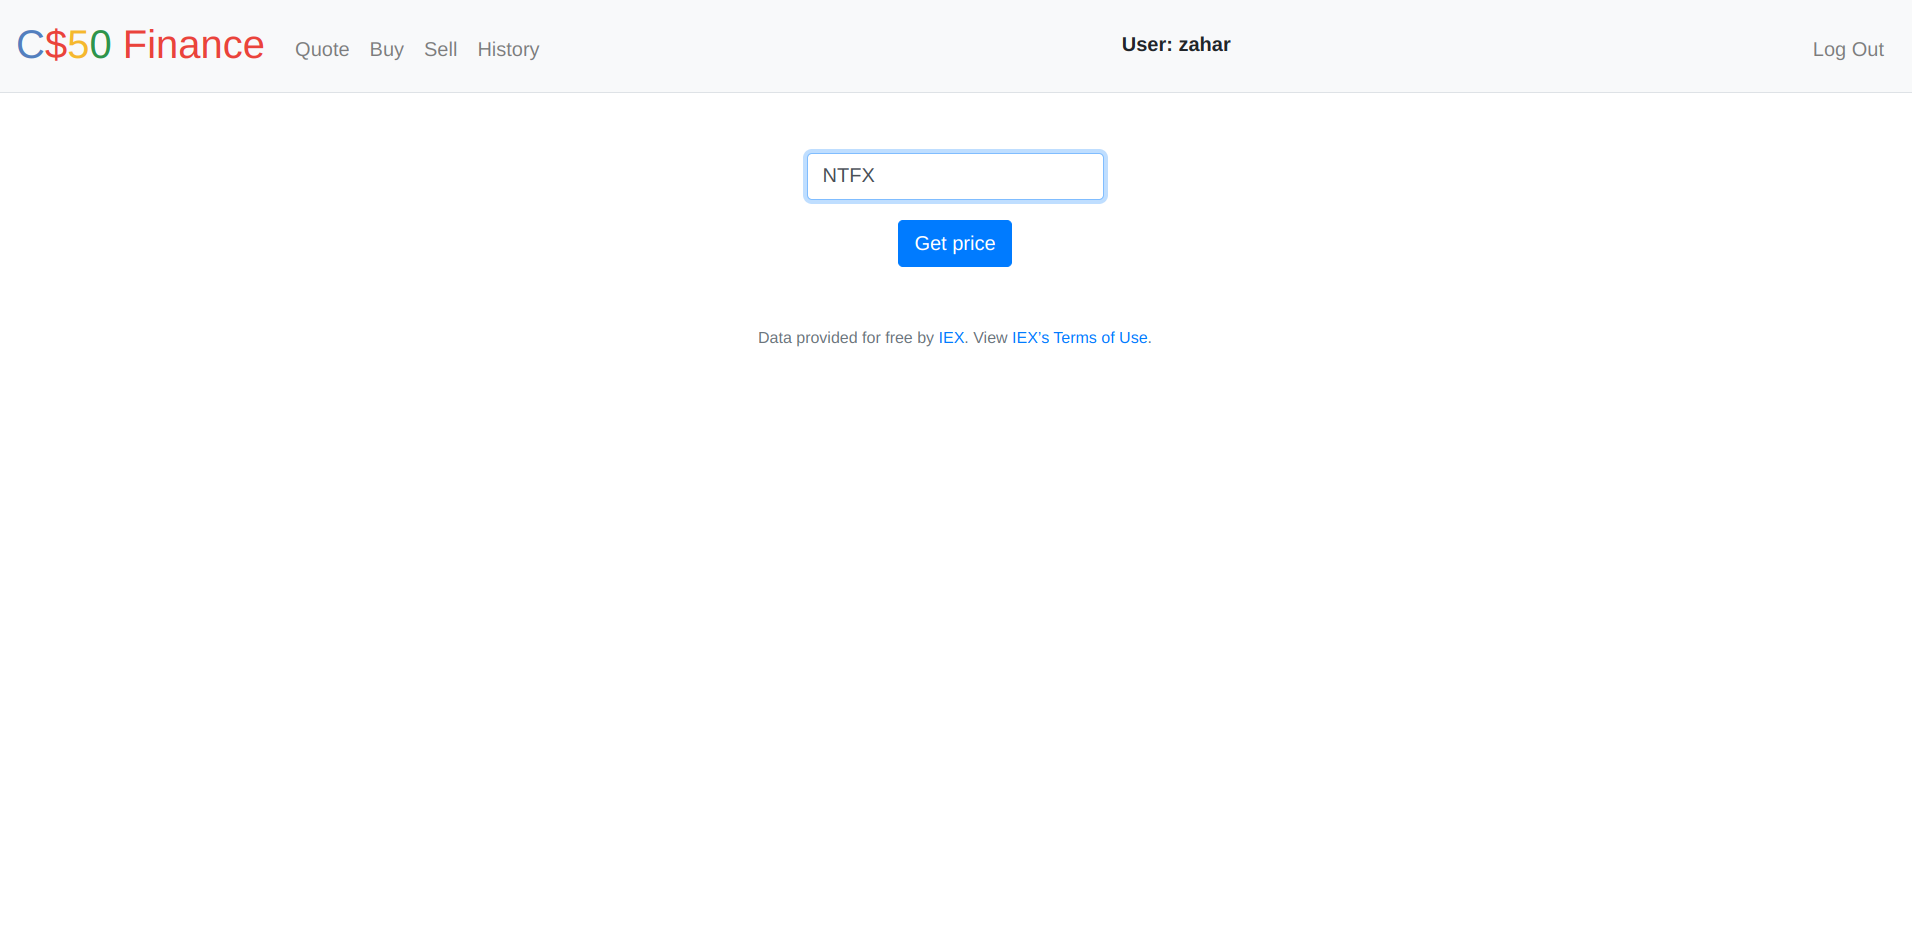 C$50 Finance Quote Buy Sell History User: zahar Log Out
NTFX
Get price
Data provided for free by IEX. View IEX's Terms of Use.